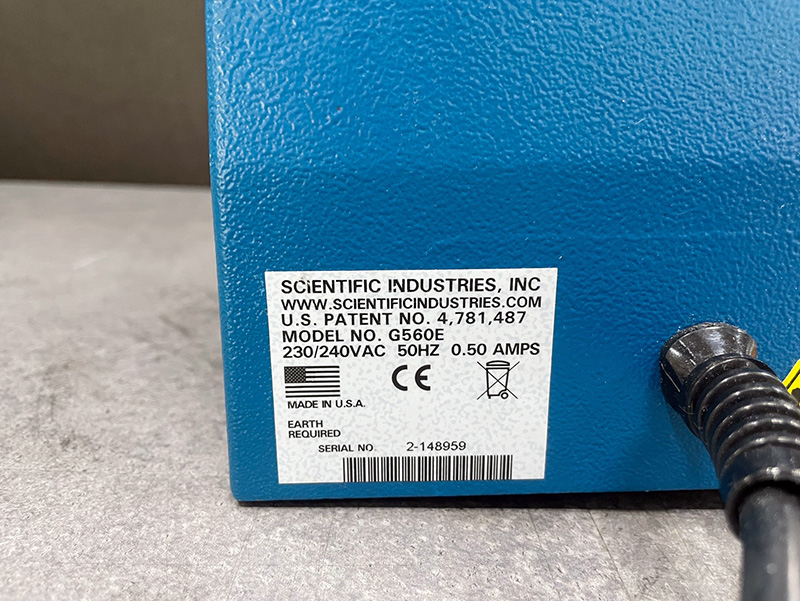 SCiENTIFIC INDUSTRIES, INC
WWW.SCIENTIFICINDUSTRIES.COM
U.S. PATENT NO. 4,781,487
MODEL NO. G560E
230/240VAC 50HZ 0.50 AMPS
CE
MADE IN U.S.A.
EARTH
REQUIRED
SERIAL NO. 2-148959